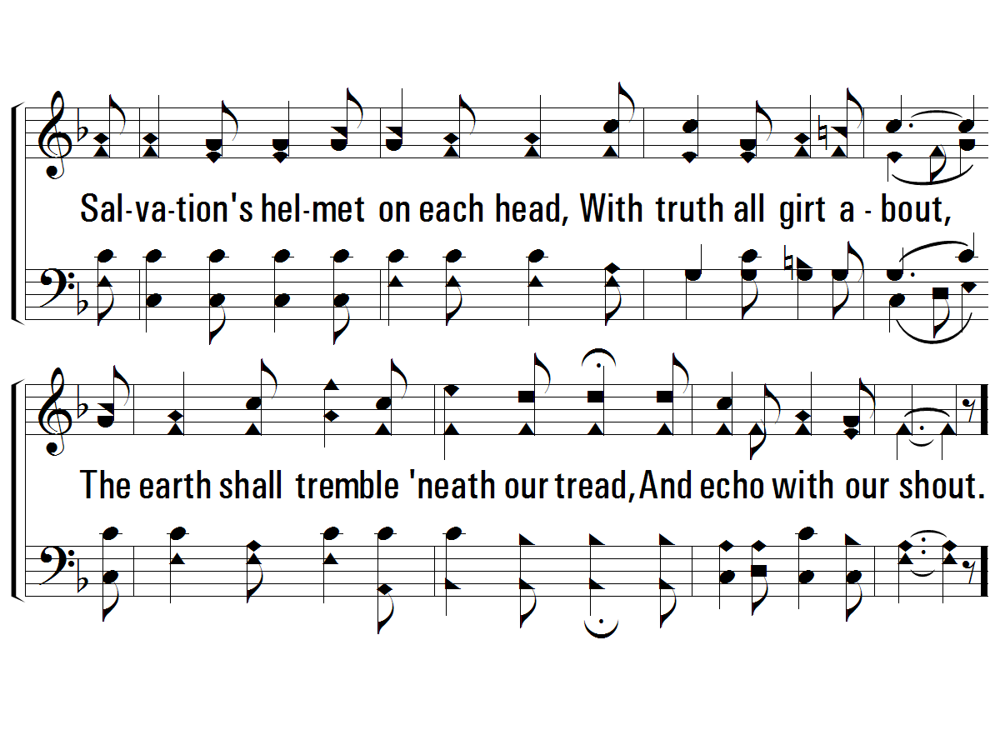 Sal-va-tion's hel-met on each head, With truth all girt a - bout,
The earth shall tremble 'neath our tread, And echo with our shout.